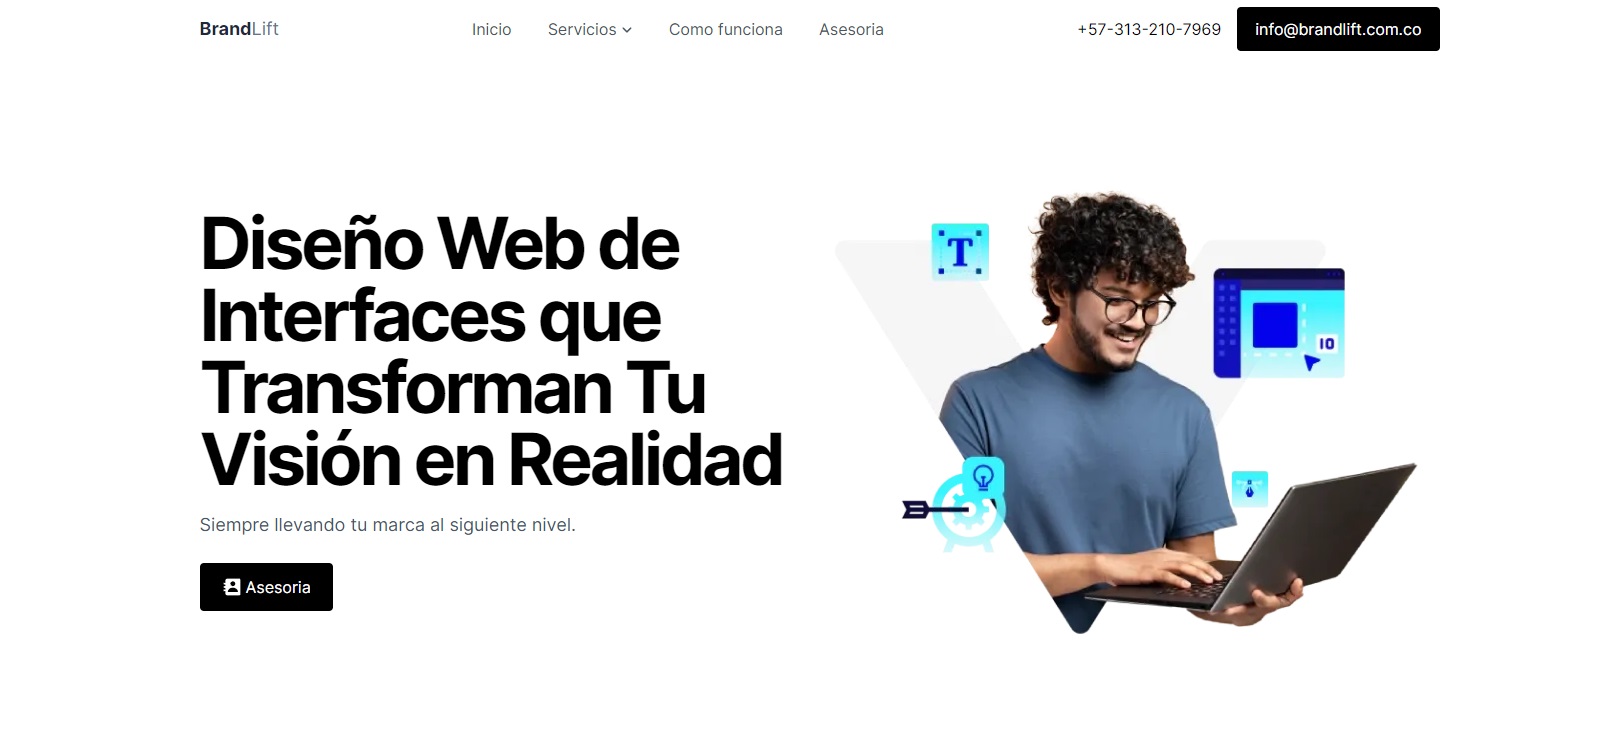 BrandLift
Inicio
Servicios
Como funciona
Asesoria
+57-313-210-7969
info@brandlift.com.co
Diseño Web de
Interfaces que
Transforman Tu
Visión en Realidad
Siempre llevando tu marca al siguiente nivel.
Asesoria
T
10